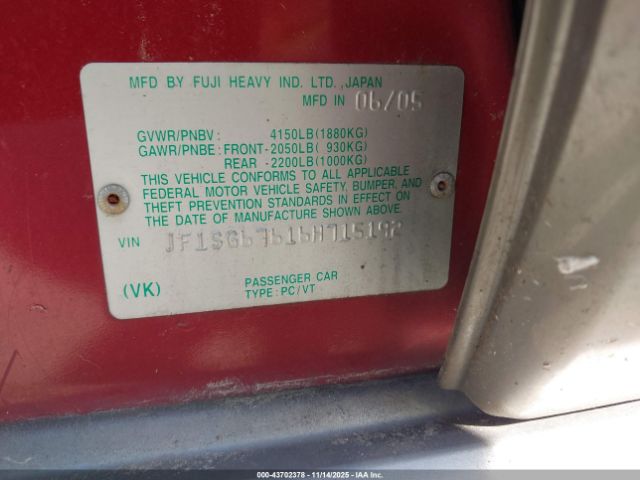 MFD BY FUJI HEAVY IND. LTD., JAPAN
MFD IN 06/05
GVWR/PNBV: 4150LB(1880KG)
GAWR/PNBE: FRONT-2050LB( 930KG)
REAR -2200LB(1000KG)
THIS VEHICLE CONFORMS TO ALL APPLICABLE
FEDERAL MOTOR VEHICLE SAFETY, BUMPER, AND
THEFT PREVENTION STANDARDS IN EFFECT ON
THE DATE OF MANUFACTURE SHOWN ABOVE.
VIN JF1SG67616H715192
(VK) PASSENGER CAR
TYPE: PC/VT
000-43702378 - 11/14/2025 - IAA Inc.